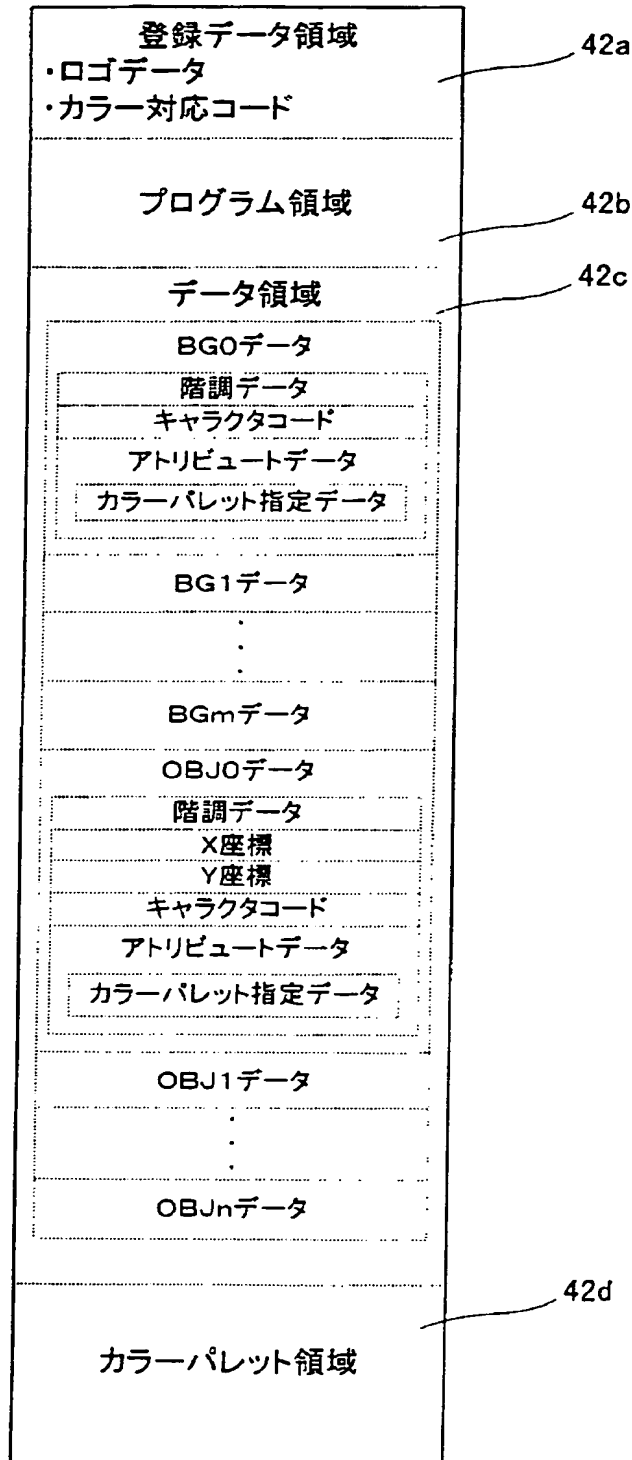 登録データ領域
・ロゴデータ
・カラー対応コード
42a
プログラム領域
42b
データ領域
42c
BG0データ
階調データ
キャラクタコード
アトリビュートデータ
カラーパレット指定データ
BG1データ
・
・
・
BGmデータ
OBJ0データ
階調データ
X座標
Y座標
キャラクタコード
アトリビュートデータ
カラーパレット指定データ
OBJ1データ
・
・
・
OBJnデータ
42d
カラーパレット領域